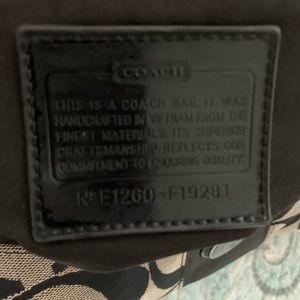 COACH
THIS IS A COACH BAG. IT WAS
HANDCRAFTED IN VIETNAM FROM THE
FINEST MATERIALS. ITS SUPERIOR
CRAFTSMANSHIP REFLECTS OUR
COMMITMENT TO ENDURING QUALITY.
Nº E1260-F19281